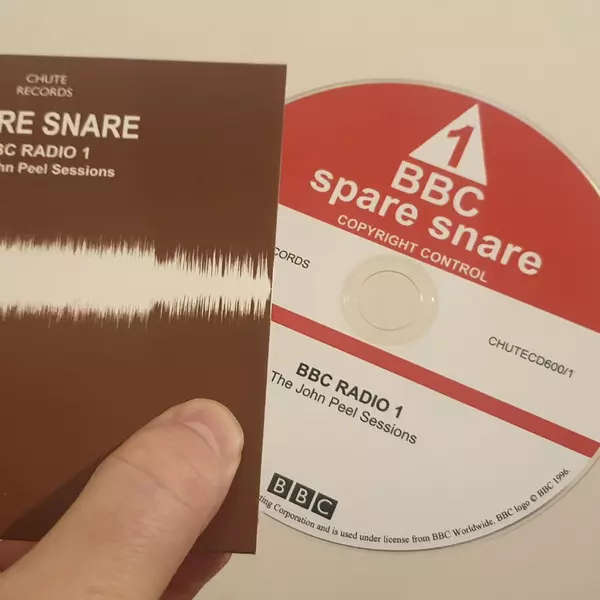 CHUTE
RECORDS
RE SNARE
BC RADIO 1
hn Peel Sessions
1
BBC
spare snare
COPYRIGHT CONTROL
CORDS
CHUTECD600/1
BBC RADIO 1
The John Peel Sessions
BBC
ting Corporation and is used under license from BBC Worldwide. BBC logo © BBC 1996.